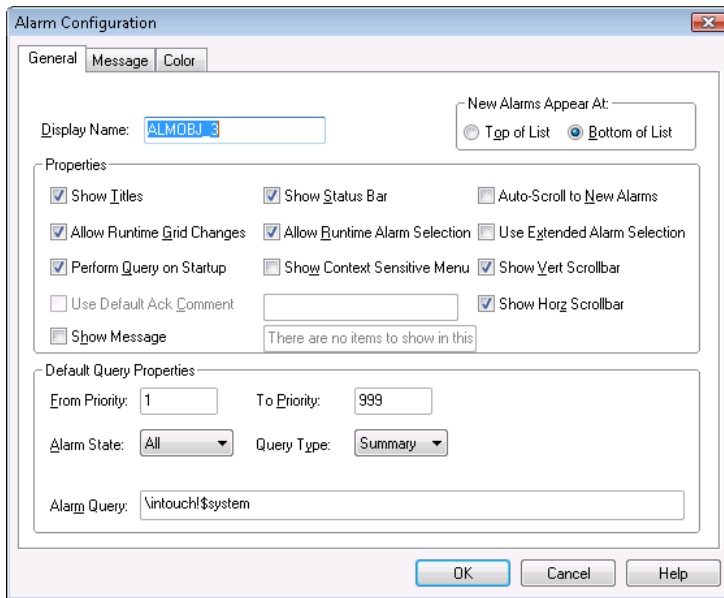 Alarm Configuration
General Message Color
New Alarms Appear At:
Display Name: ALMOBJ_3 Top of List Bottom of List
Properties
Show Titles Show Status Bar Auto-Scroll to New Alarms
Allow Runtime Grid Changes Allow Runtime Alarm Selection Use Extended Alarm Selection
Perform Query on Startup Show Context Sensitive Menu Show Vert Scrollbar
Use Default Ack Comment Show Horz Scrollbar
Show Message There are no items to show in this
Default Query Properties
From Priority: 1 To Priority: 999
Alarm State: All Query Type: Summary
Alarm Query: \intouch!$system
OK Cancel Help